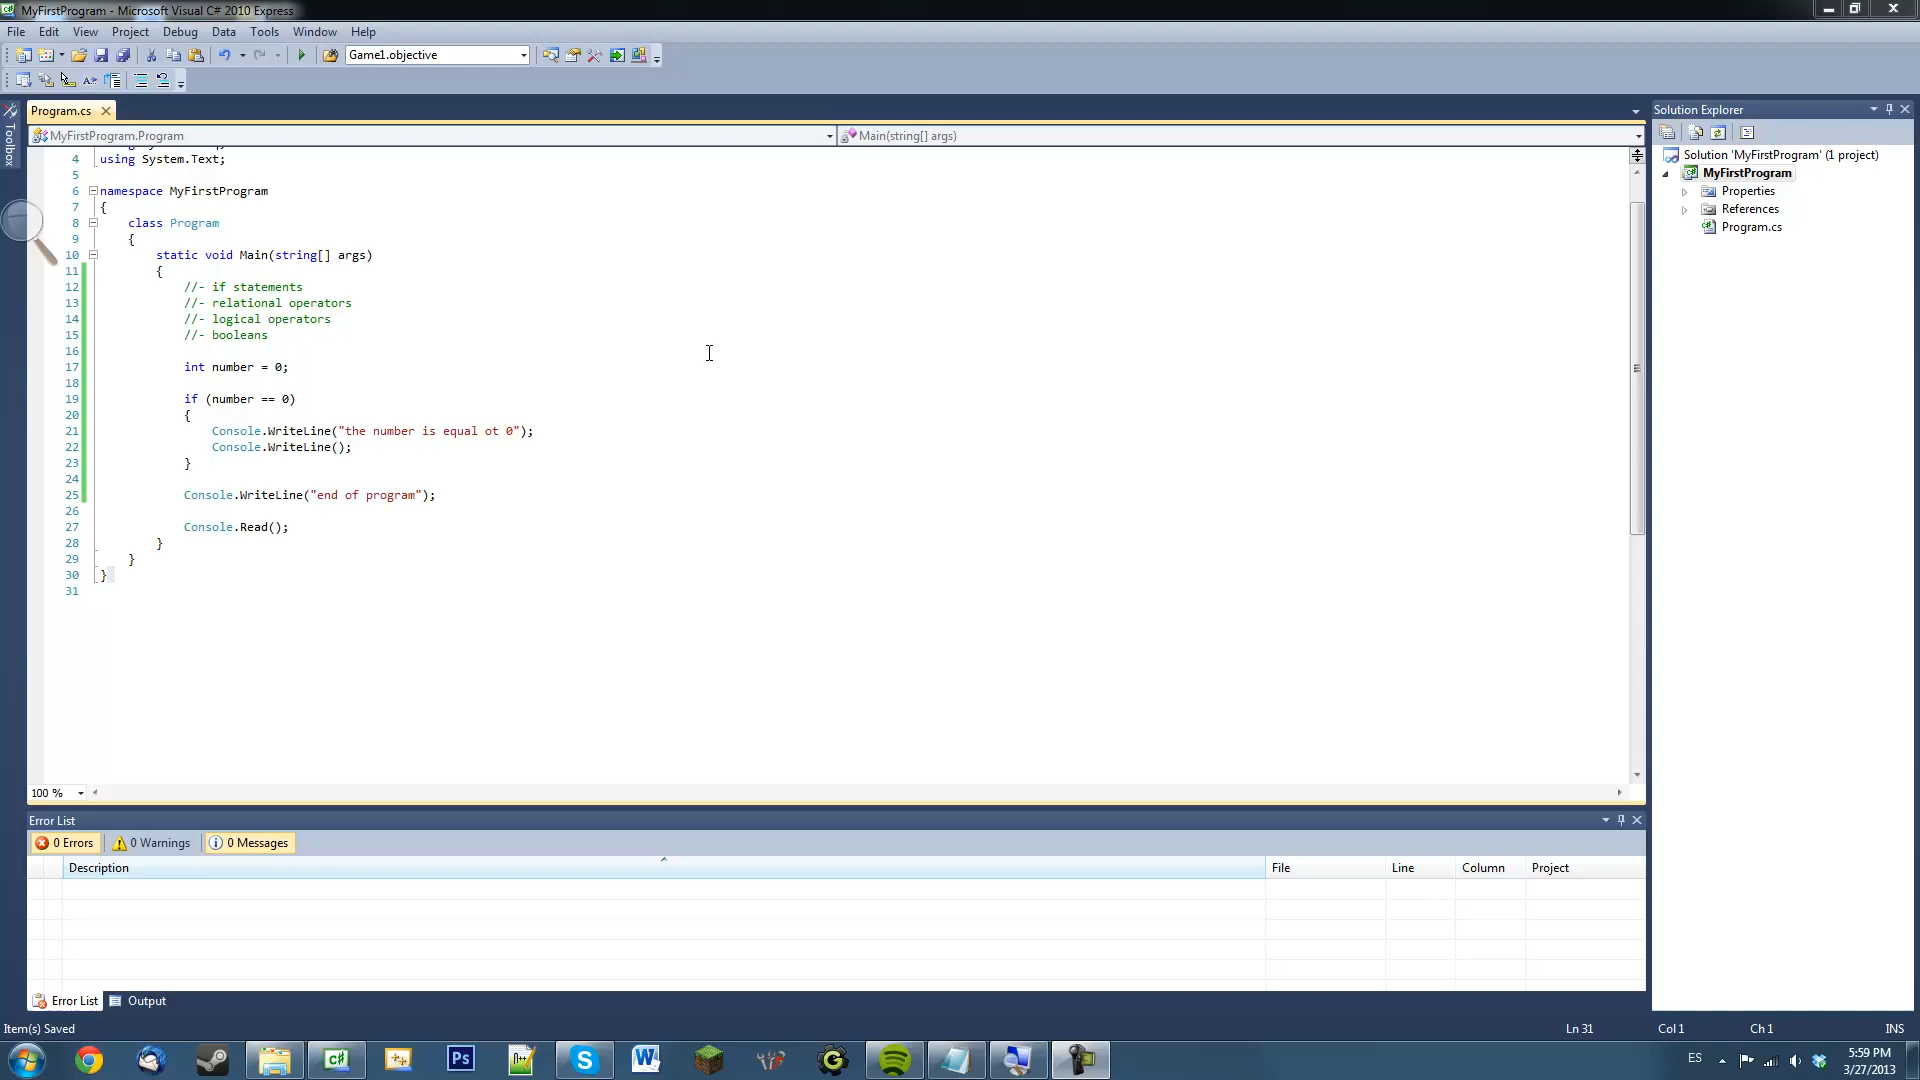 MyFirstProgram - Microsoft Visual C# 2010 Express
File Edit View Project Debug Data Tools Window Help
Game1.objective
Program.cs
MyFirstProgram.Program
Main(string[] args)
Toolbox
4 using System.Text;
5
6 namespace MyFirstProgram
7 {
8 class Program
9 {
10 static void Main(string[] args)
11 {
12 //- if statements
13 //- relational operators
14 //- logical operators
15 //- booleans
16
17 int number = 0;
18
19 if (number == 0)
20 {
21 Console.WriteLine("the number is equal ot 0");
22 Console.WriteLine();
23 }
24
25 Console.WriteLine("end of program");
26
27 Console.Read();
28 }
29 }
30 }
31
100 %
Solution Explorer
Solution 'MyFirstProgram' (1 project)
MyFirstProgram
Properties
References
Program.cs
Error List
0 Errors 0 Warnings 0 Messages
Description File Line Column Project
Error List Output
Item(s) Saved Ln 31 Col 1 Ch 1 INS
Ps
ES
5:59 PM
3/27/2013